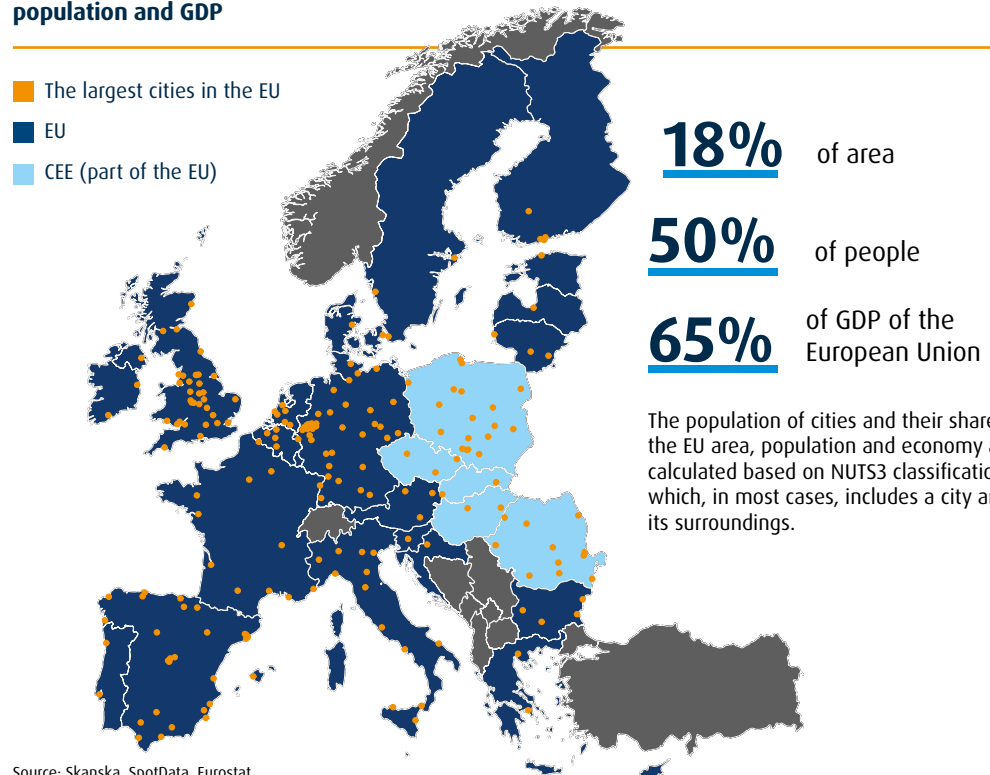 population and GDP
The largest cities in the EU
EU
CEE (part of the EU)
18% of area
50% of people
65% of GDP of the
European Union
The population of cities and their share
the EU area, population and economy
calculated based on NUTS3
which, in most cases, includes a city
its surroundings.
Source: Skanska, SpotData, Eurostat